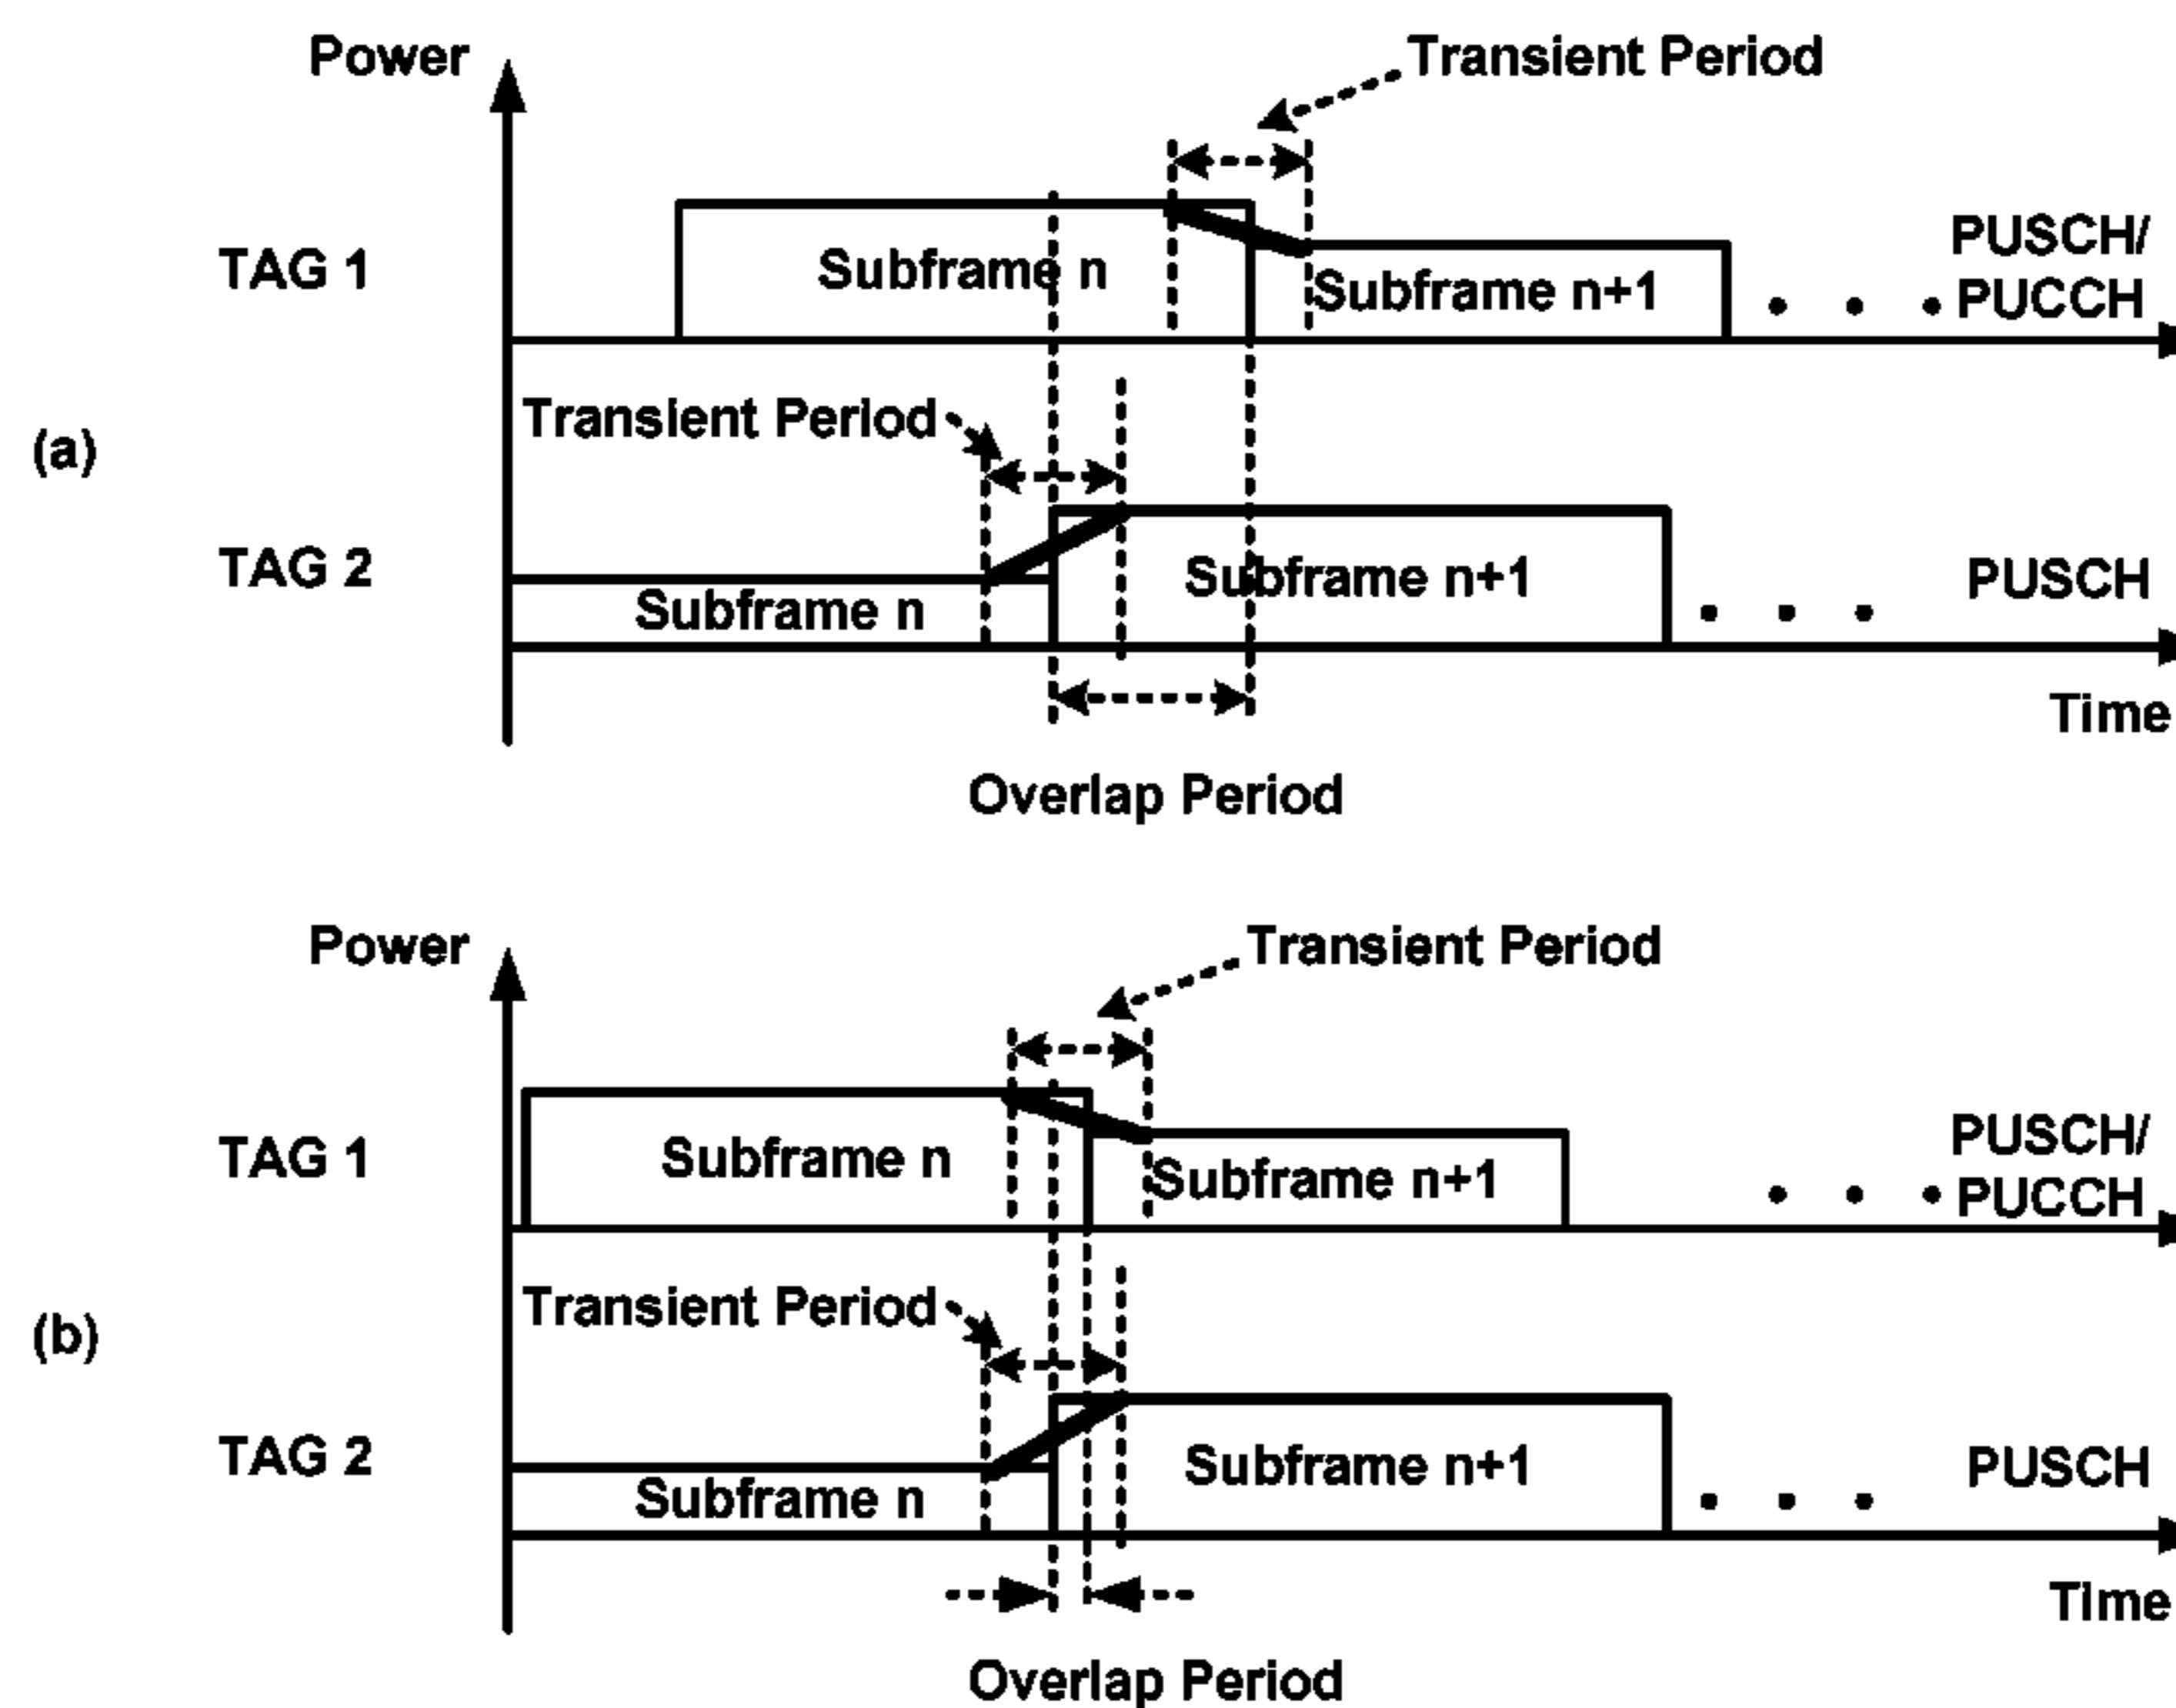 Power
Transient Period
TAG 1
Subframe n
Subframe n+1
. . .
PUSCH/
PUCCH
Transient Period
(a)
TAG 2
Subframe n
Subframe n+1
. . .
PUSCH
Time
Overlap Period
Power
Transient Period
TAG 1
Subframe n
Subframe n+1
. . .
PUSCH/
PUCCH
Transient Period
(b)
TAG 2
Subframe n
Subframe n+1
. . .
PUSCH
Time
Overlap Period